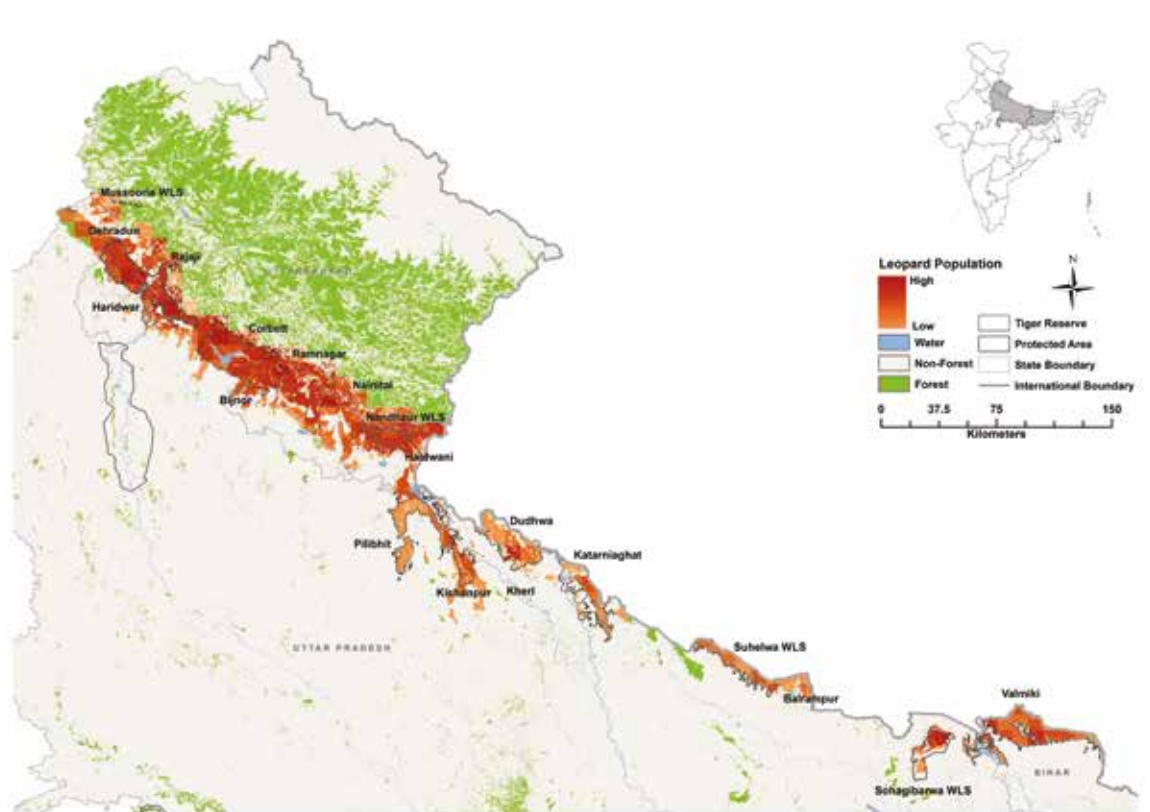 Mussoorie WLS
Dehradun
Rajaji
UTTARAKHAND
Haridwar
Corbett
Ramnagar
Nainital
Bijnor
Nandhaur WLS
Haldwani
Dudhwa
Pilibhit
Katarniaghat
Kishanpur
Kheri
UTTAR PRADESH
Suhelwa WLS
Balrampur
Valmiki
BIHAR
Sohagibarwa WLS
N
Leopard Population
High
Low
Water
Non-Forest
Forest
Tiger Reserve
Protected Area
State Boundary
International Boundary
0 37.5 75 150
Kilometers